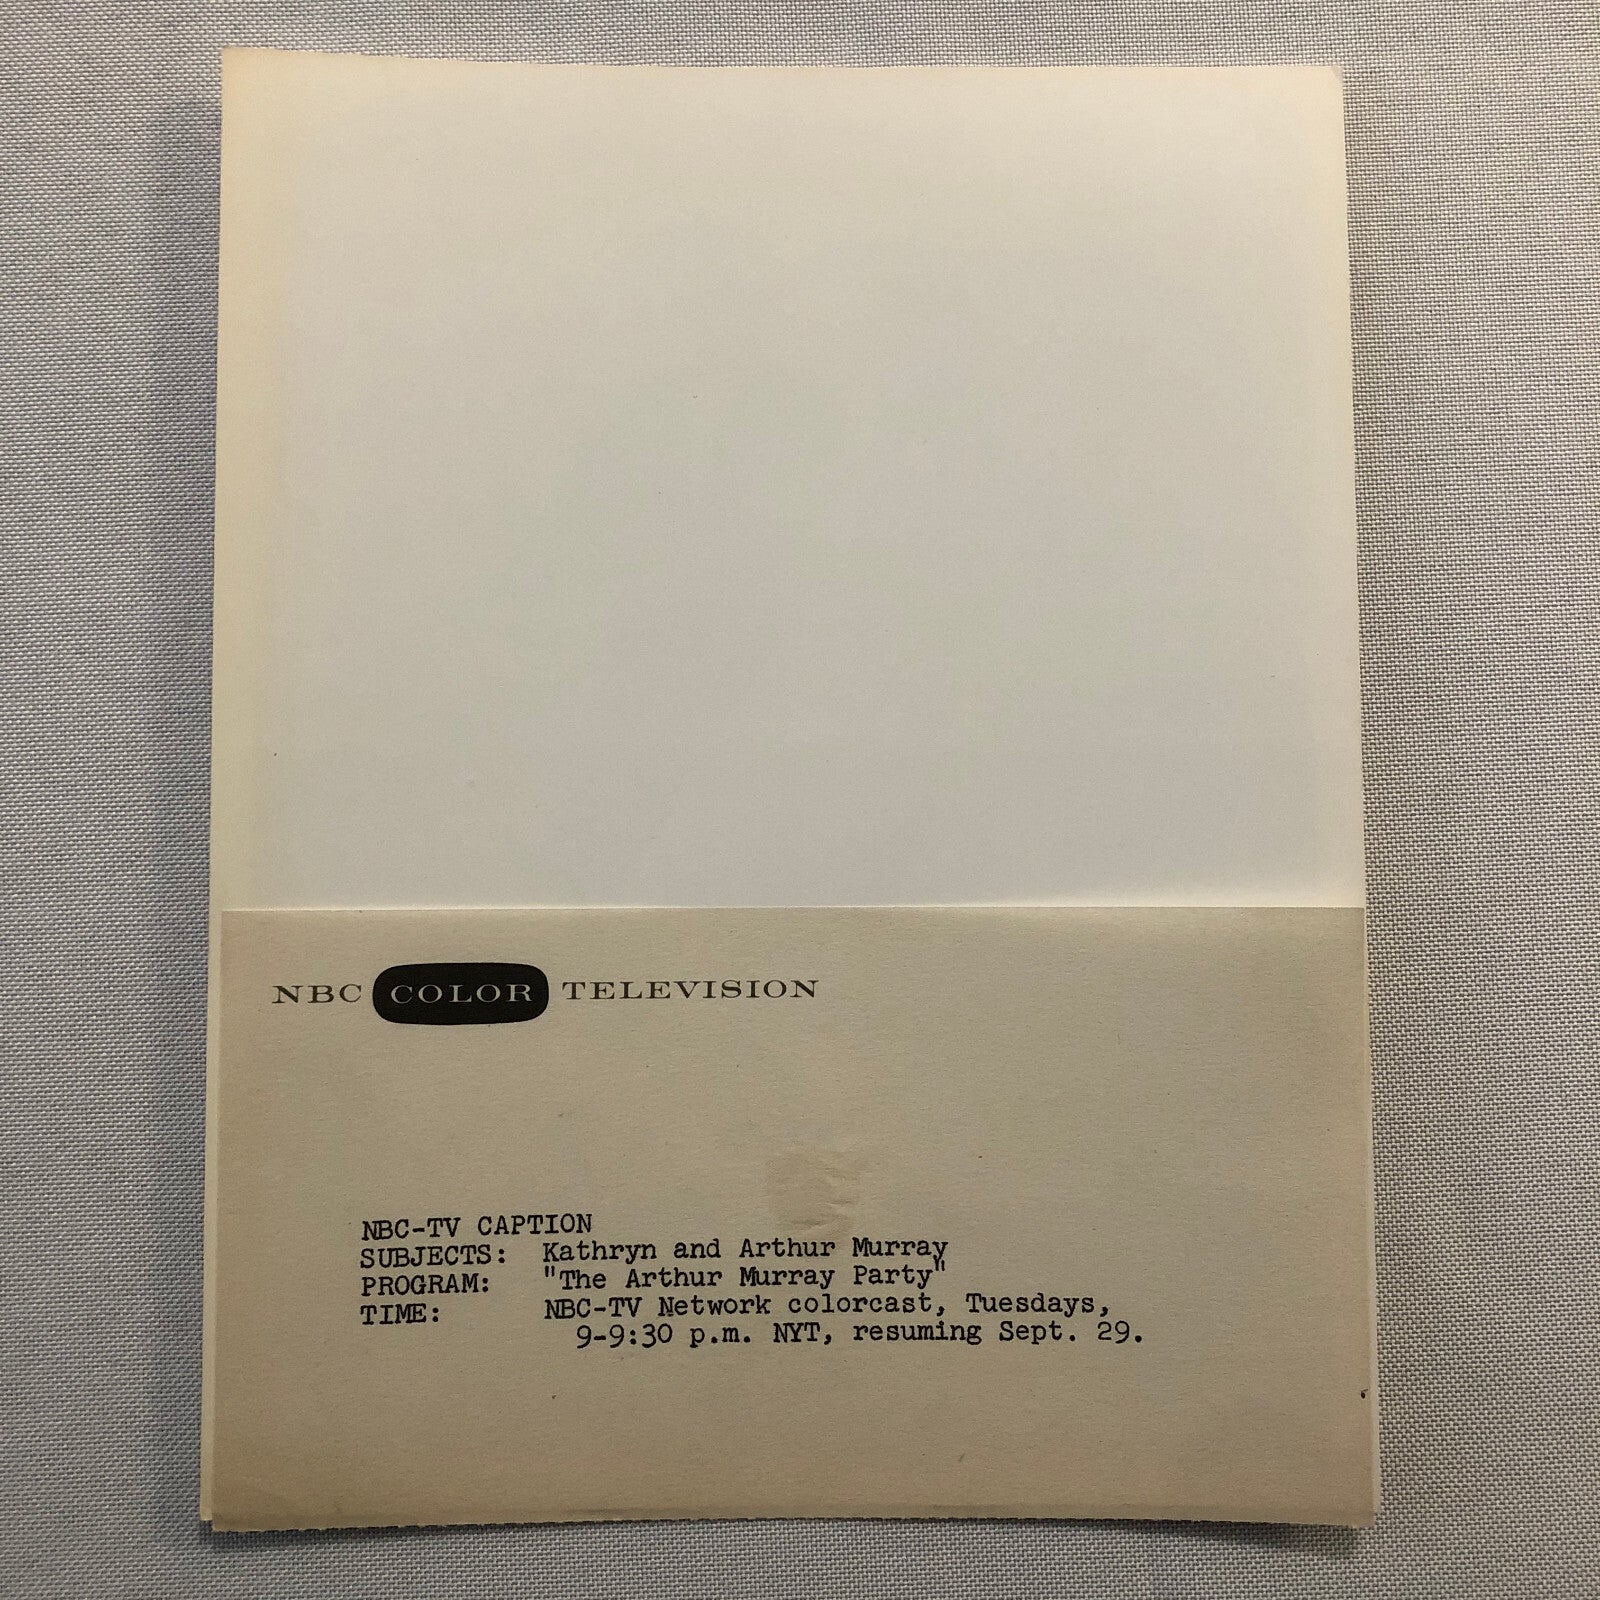 NBC COLOR TELEVISION
NBC-TV CAPTION
SUBJECTS: Kathryn and Arthur Murray
PROGRAM: "The Arthur Murray Party"
TIME: NBC-TV Network colorcast, Tuesdays,
9-9:30 p.m. NYT, resuming Sept. 29.